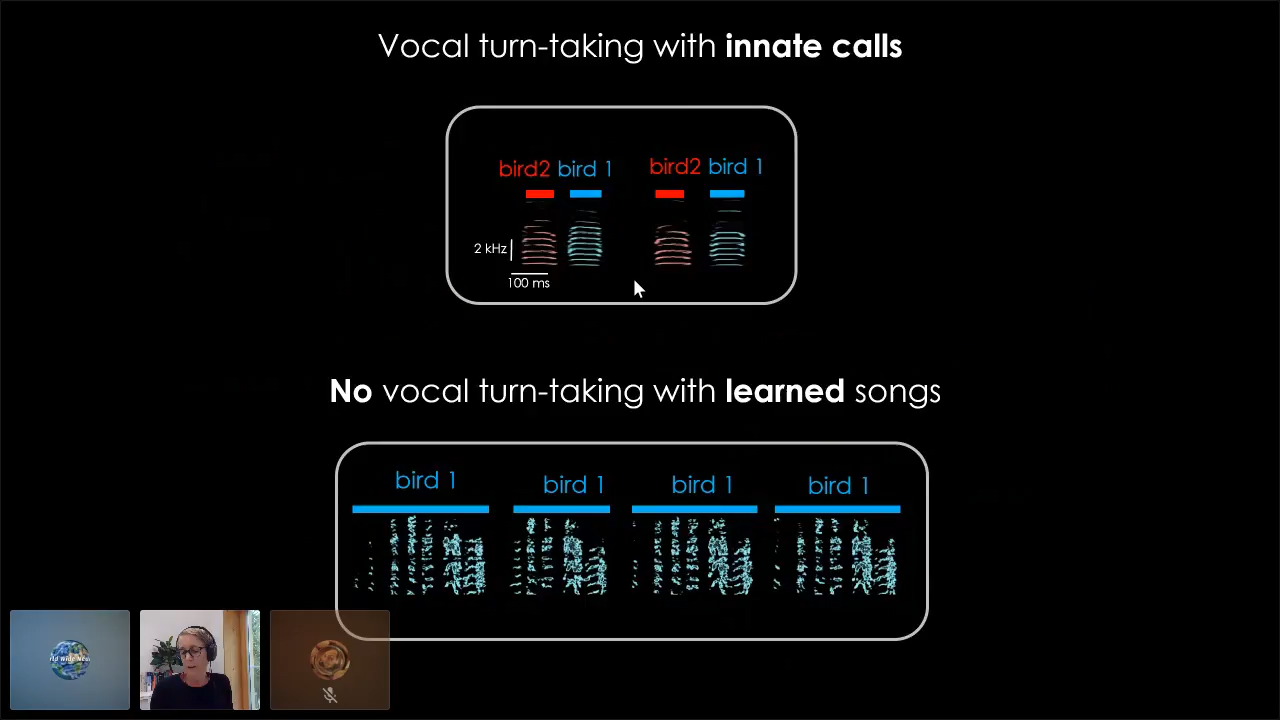 Vocal turn-taking with innate calls
bird2 bird 1 bird2 bird 1
2 kHz
100 ms
No vocal turn-taking with learned songs
bird 1 bird 1 bird 1 bird 1